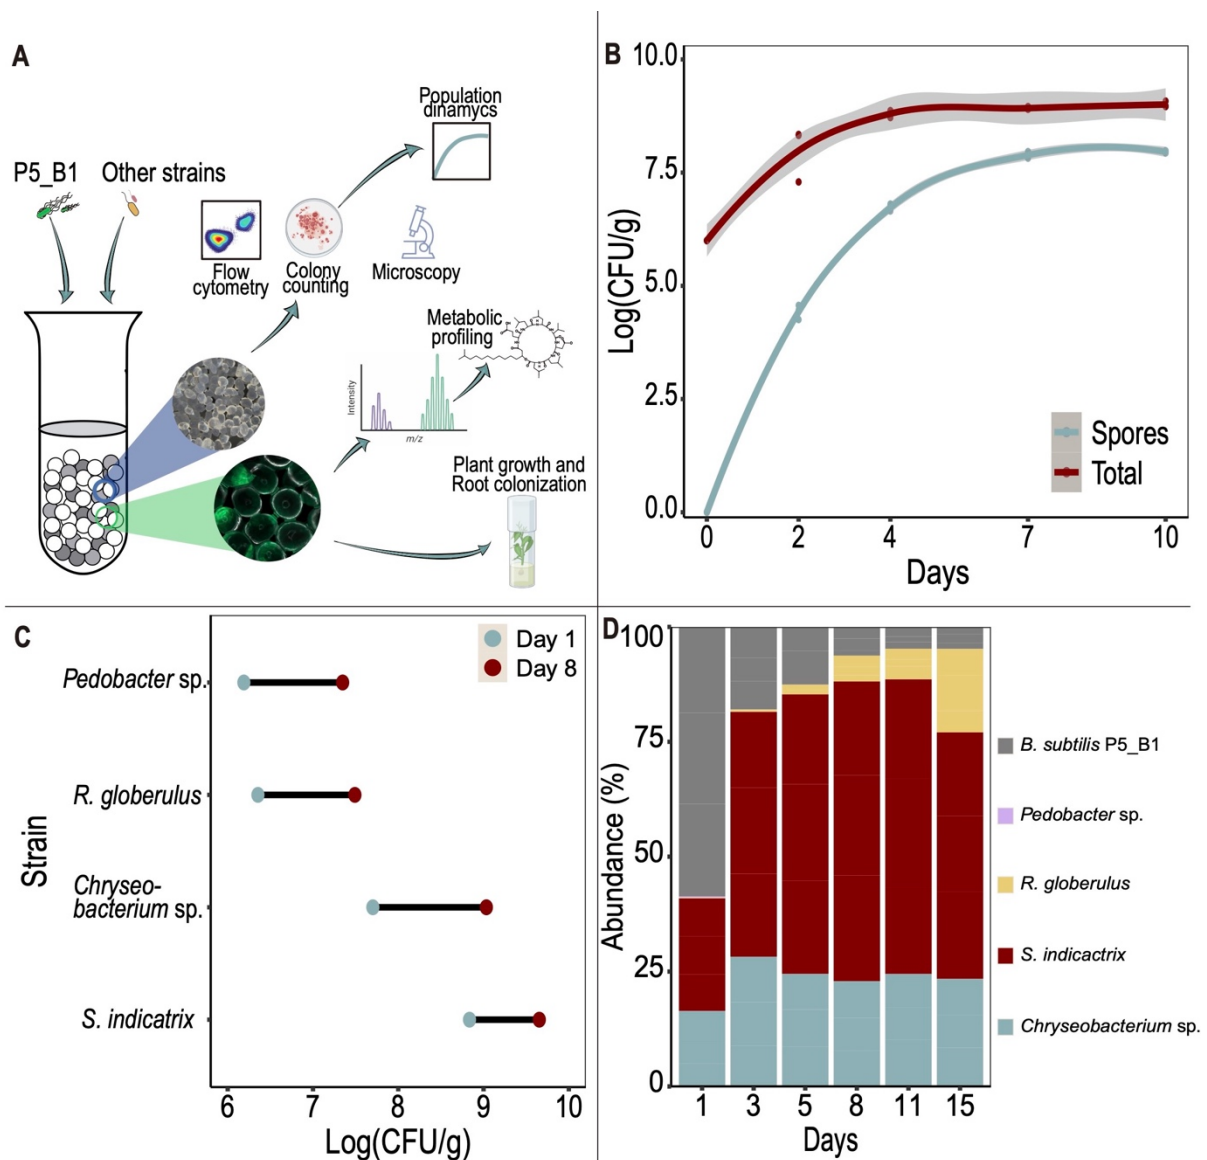 A
Population
dinamycs
P5_B1
Other strains
Flow
cytometry
Colony
counting
Microscopy
Metabolic
profiling
Intensity
m/z
Plant growth and
Root colonization
B
10.0
7.5
5.0
2.5
0.0
Log(CFU/g)
Spores
Total
0 2 4 7 10
Days
C
Day 1
Day 8
Pedobacter sp.
R. globerulus
Chryseo-
bacterium sp.
S. indicatrix
Strain
6 7 8 9 10
Log(CFU/g)
D
100
75
50
25
0
Abundance (%)
B. subtilis P5_B1
Pedobacter sp.
R. globerulus
S. indicactrix
Chryseobacterium sp.
1 3 5 8 11 15
Days